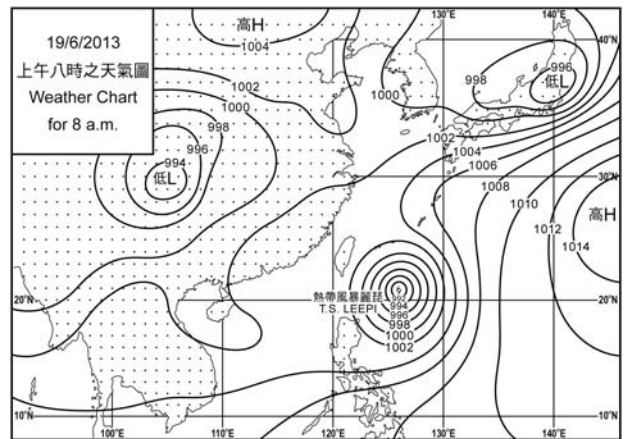 19/6/2013
上午八時之天氣圖
Weather Chart
for 8 a.m.
高H
1004
130°E
140°E
40°N
40°N
996
低L
998
1000
1002
1000
998
996
994
低L
1002
1004
1006
1008
1010
1012
1014
高H
30°N
熱帶風暴麗琵
T.S. LEEPI
992
994
996
998
1000
1002
20°N
20°N
10°N
10°N
100°E
110°E
120°E
130°E
140°E